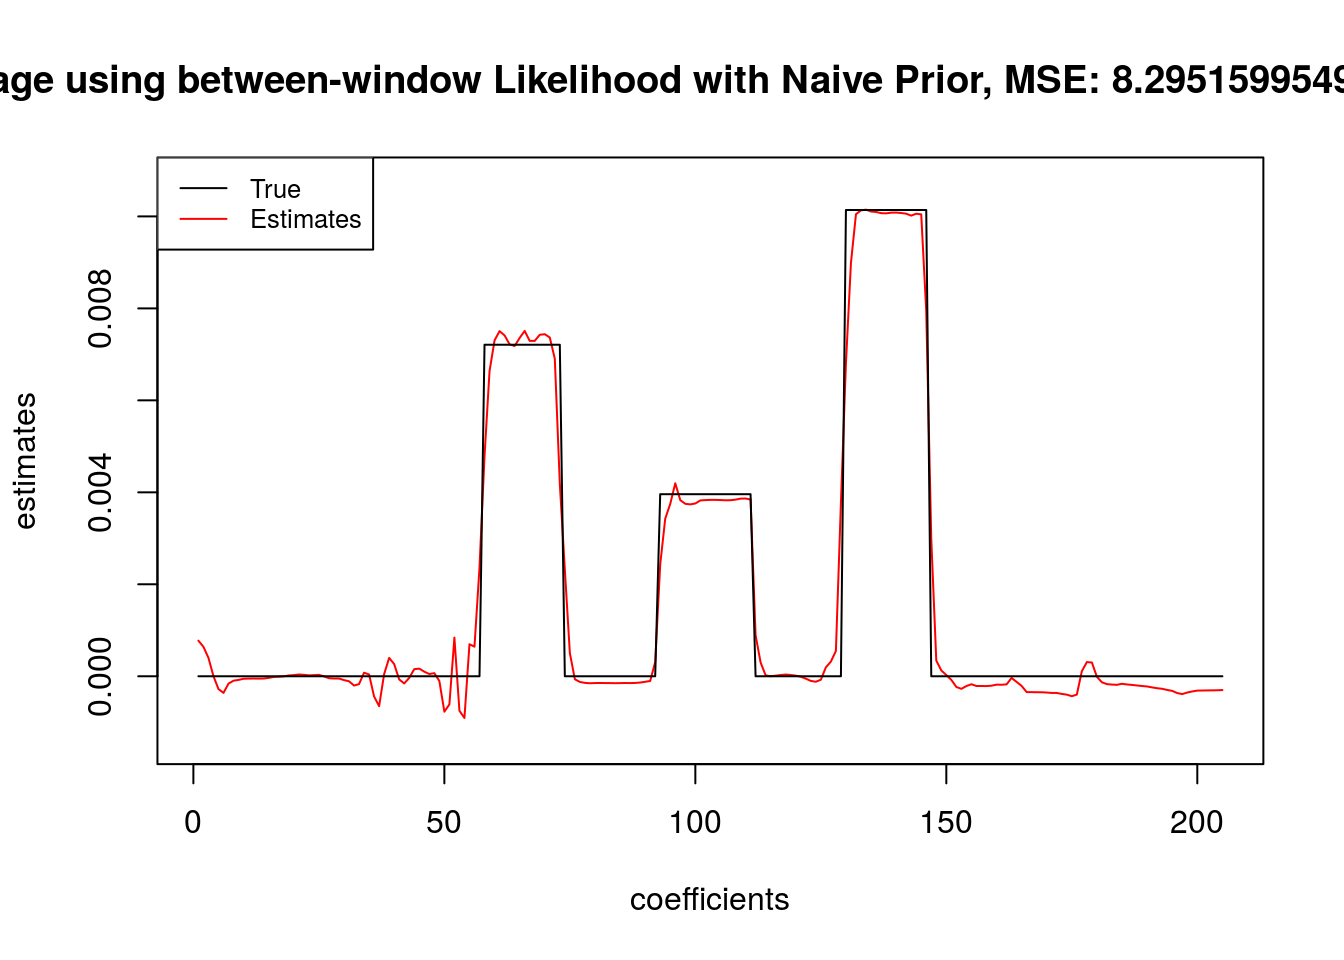 age using between-window Likelihood with Naive Prior, MSE: 8.2951599549
True
Estimates
0.008
0.004
0.000
estimates
0 50 100 150 200
coefficients